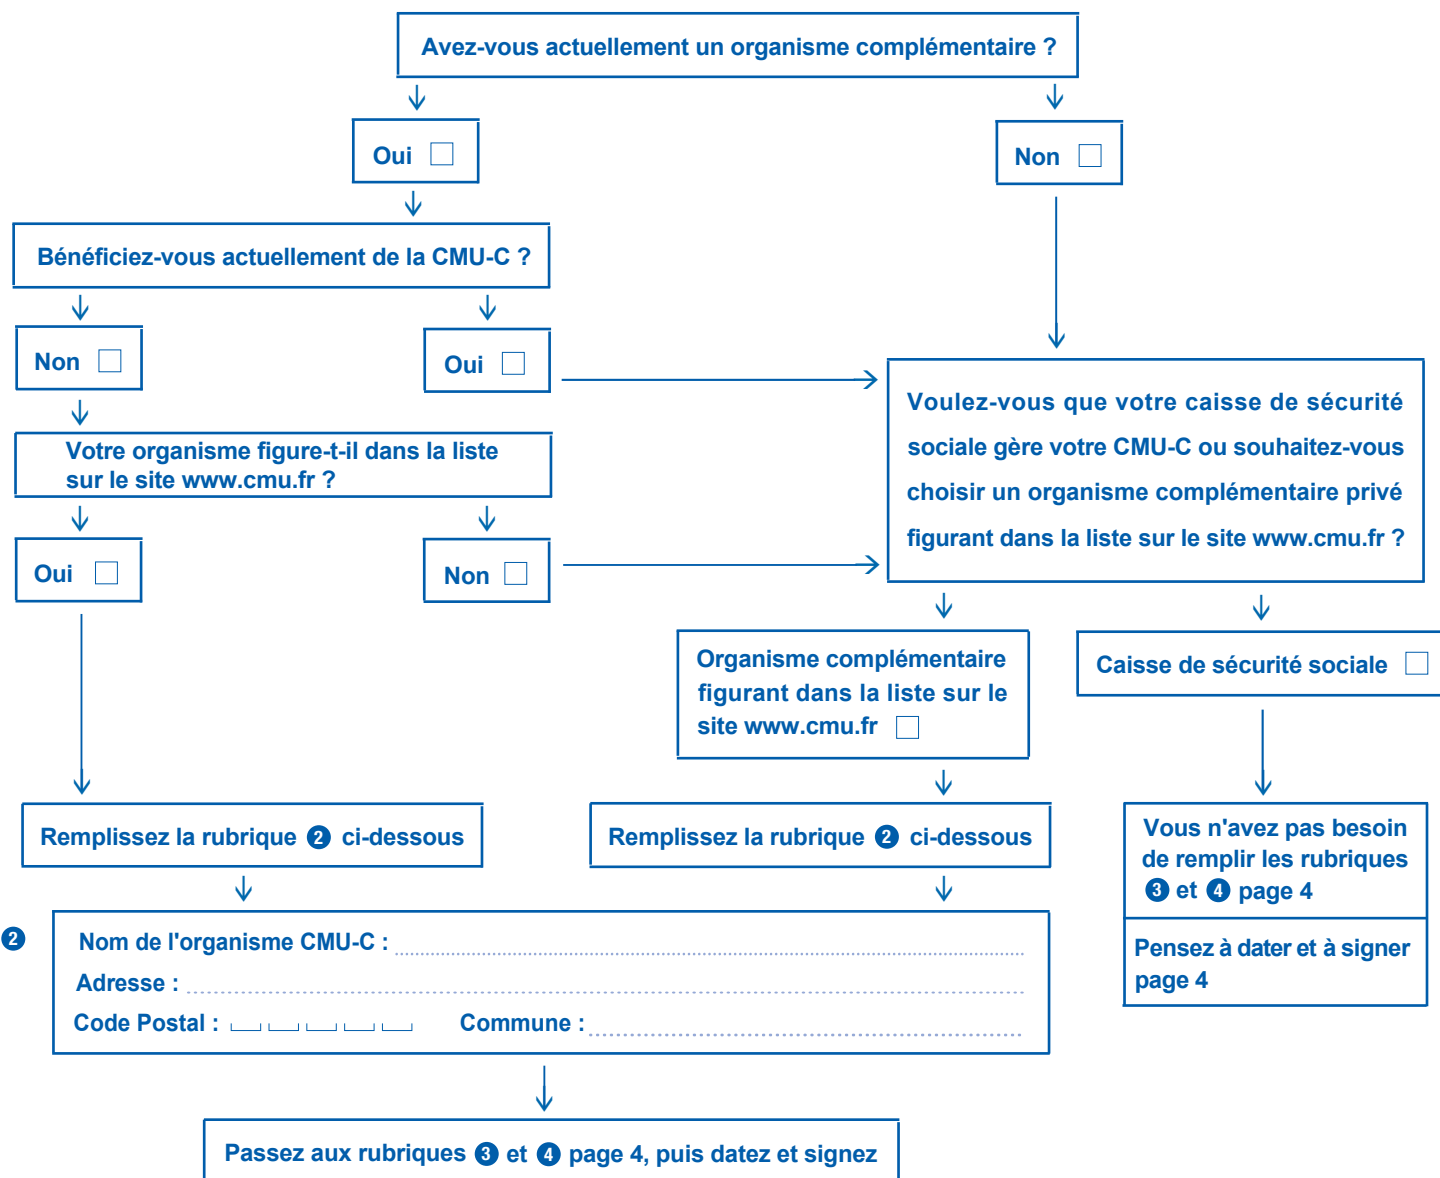 Avez-vous actuellement un organisme complémentaire ?
Oui
Non
Bénéficiez-vous actuellement de la CMU-C ?
Non
Oui
Voulez-vous que votre caisse de sécurité
sociale gère votre CMU-C ou souhaitez-vous
choisir un organisme complémentaire privé
figurant dans la liste sur le site www.cmu.fr ?
Votre organisme figure-t-il dans la liste
sur le site www.cmu.fr ?
Oui
Non
Organisme complémentaire
figurant dans la liste sur le
site www.cmu.fr
Caisse de sécurité sociale
Remplissez la rubrique 2 ci-dessous
Remplissez la rubrique 2 ci-dessous
Vous n'avez pas besoin
de remplir les rubriques
3 et 4 page 4
Pensez à dater et à signer
page 4
2
Nom de l'organisme CMU-C :
Adresse :
Code Postal : Commune :
Passez aux rubriques 3 et 4 page 4, puis datez et signez